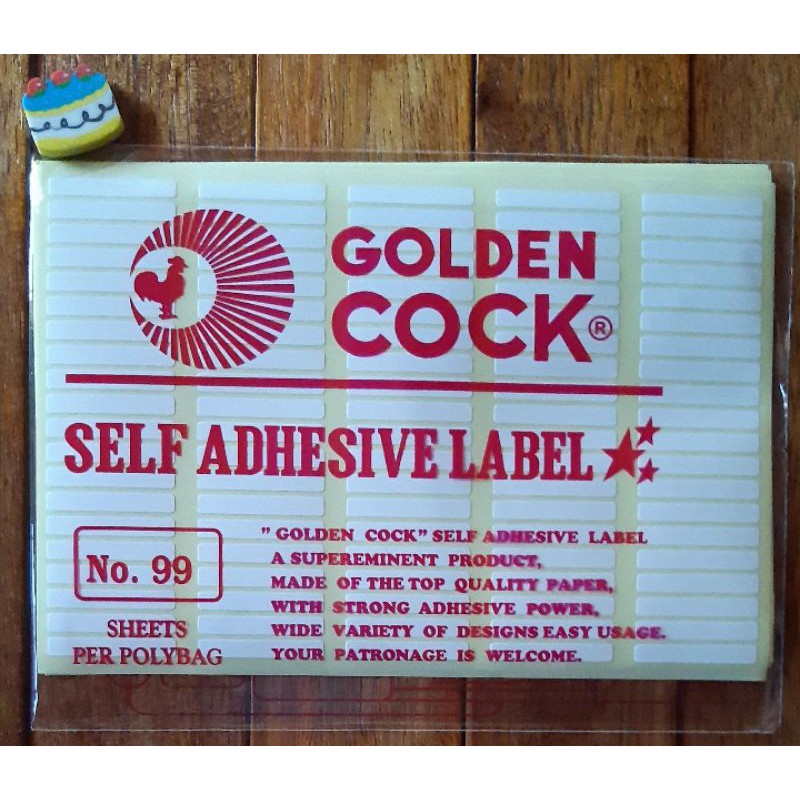 GOLDEN
COCK®
SELF ADHESIVE LABEL
No. 99
SHEETS
PER POLYBAG
" GOLDEN COCK" SELF ADHESIVE LABEL
A SUPEREMINENT PRODUCT,
MADE OF THE TOP QUALITY PAPER,
WITH STRONG ADHESIVE POWER,
WIDE VARIETY OF DESIGNS EASY USAGE.
YOUR PATRONAGE IS WELCOME.